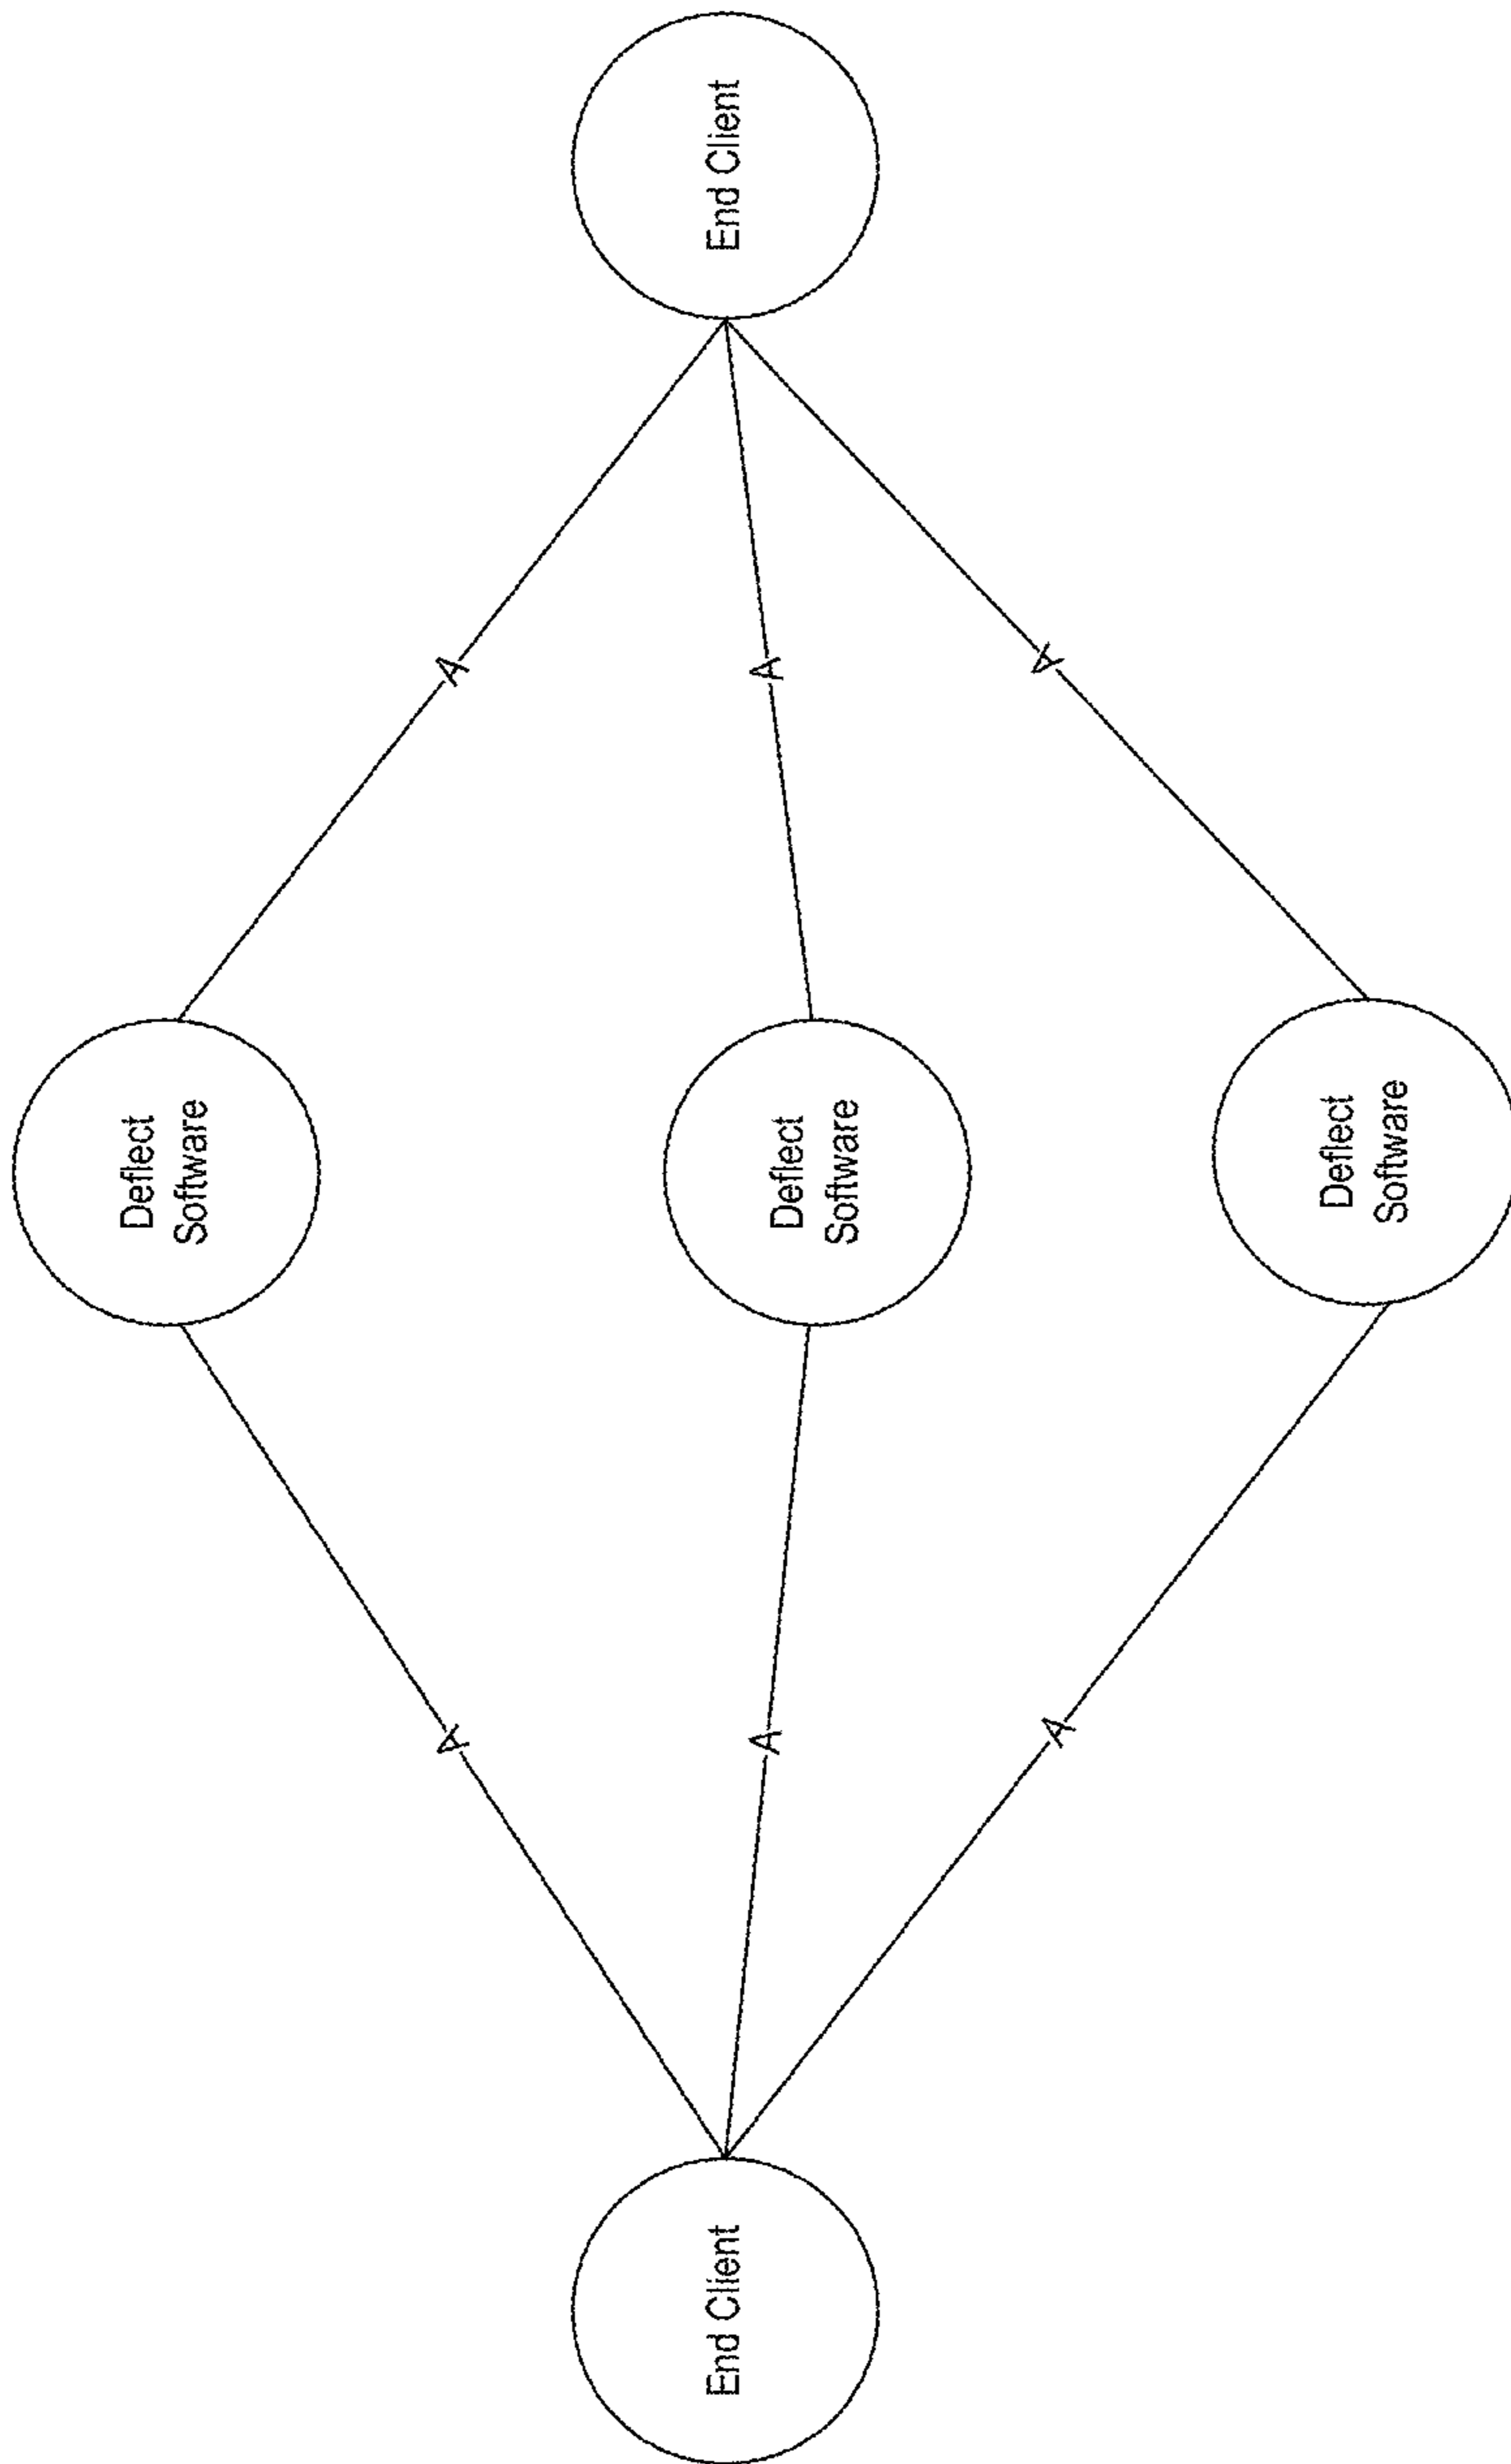 Deflect
Software
A
A
End Client
End Client
A
A
Deflect
Software
A
A
Deflect
Software